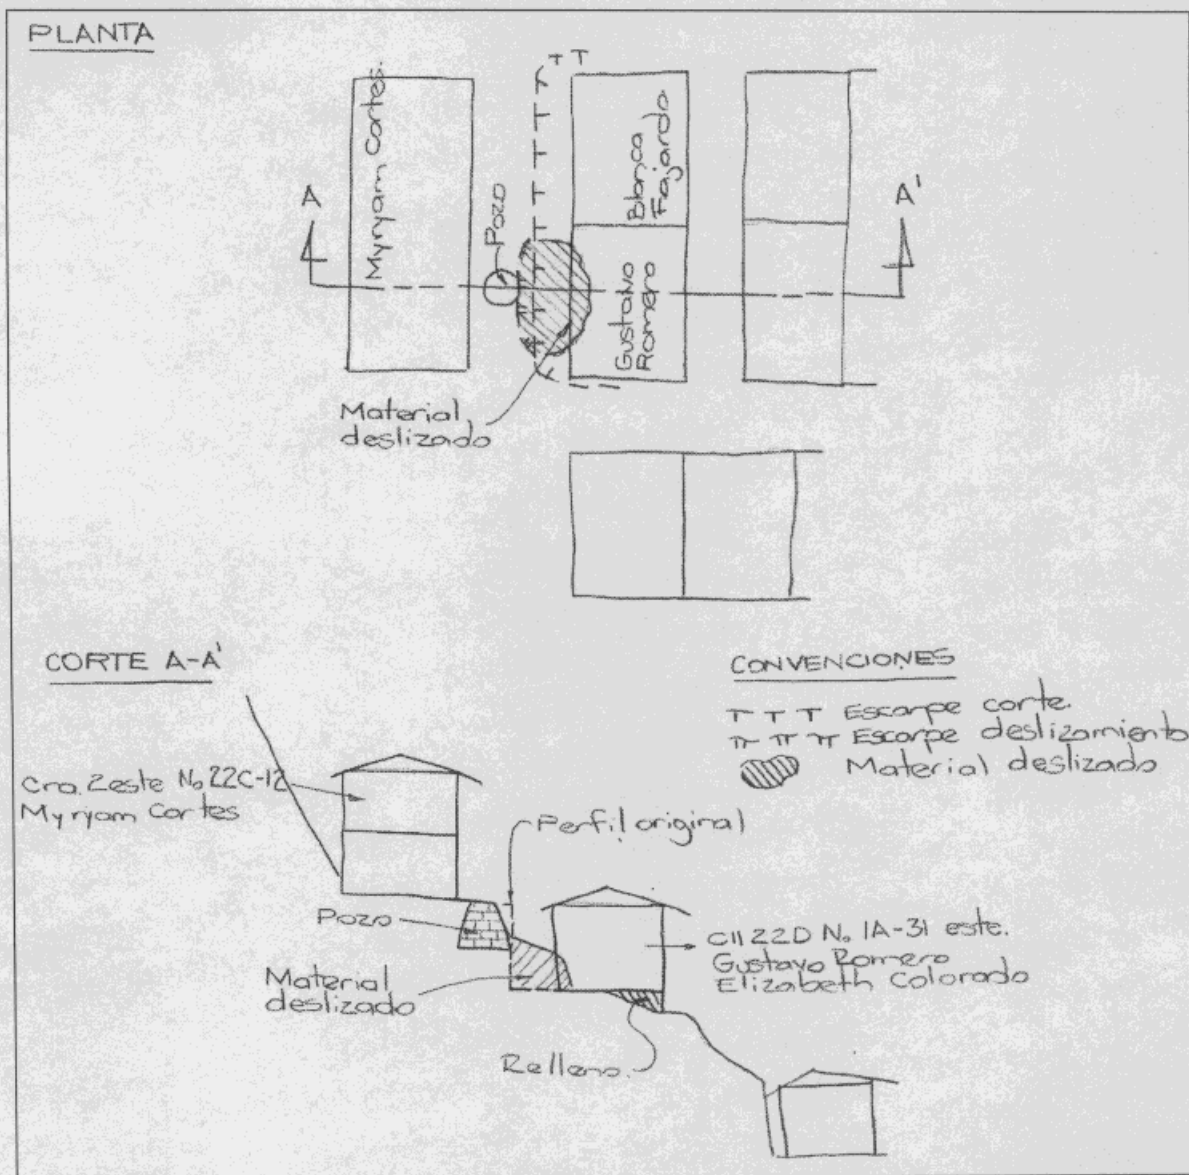 PLANTA
T T
Myryam Cortes.
Pozo
Blanca
Fajardo
Gustavo
Romero
A
A'
Material
deslizado
CORTE A-A'
CONVENCIONES
T T T Escarpe corte.
Escarpe deslizamiento
Material deslizado
Cra. 2este No 22C-12
Myryam Cortes
Perfil original
Pozo
Cll 22D No 1A-31 este.
Gustavo Romero
Elizabeth Colorado
Material
deslizado
Relleno.